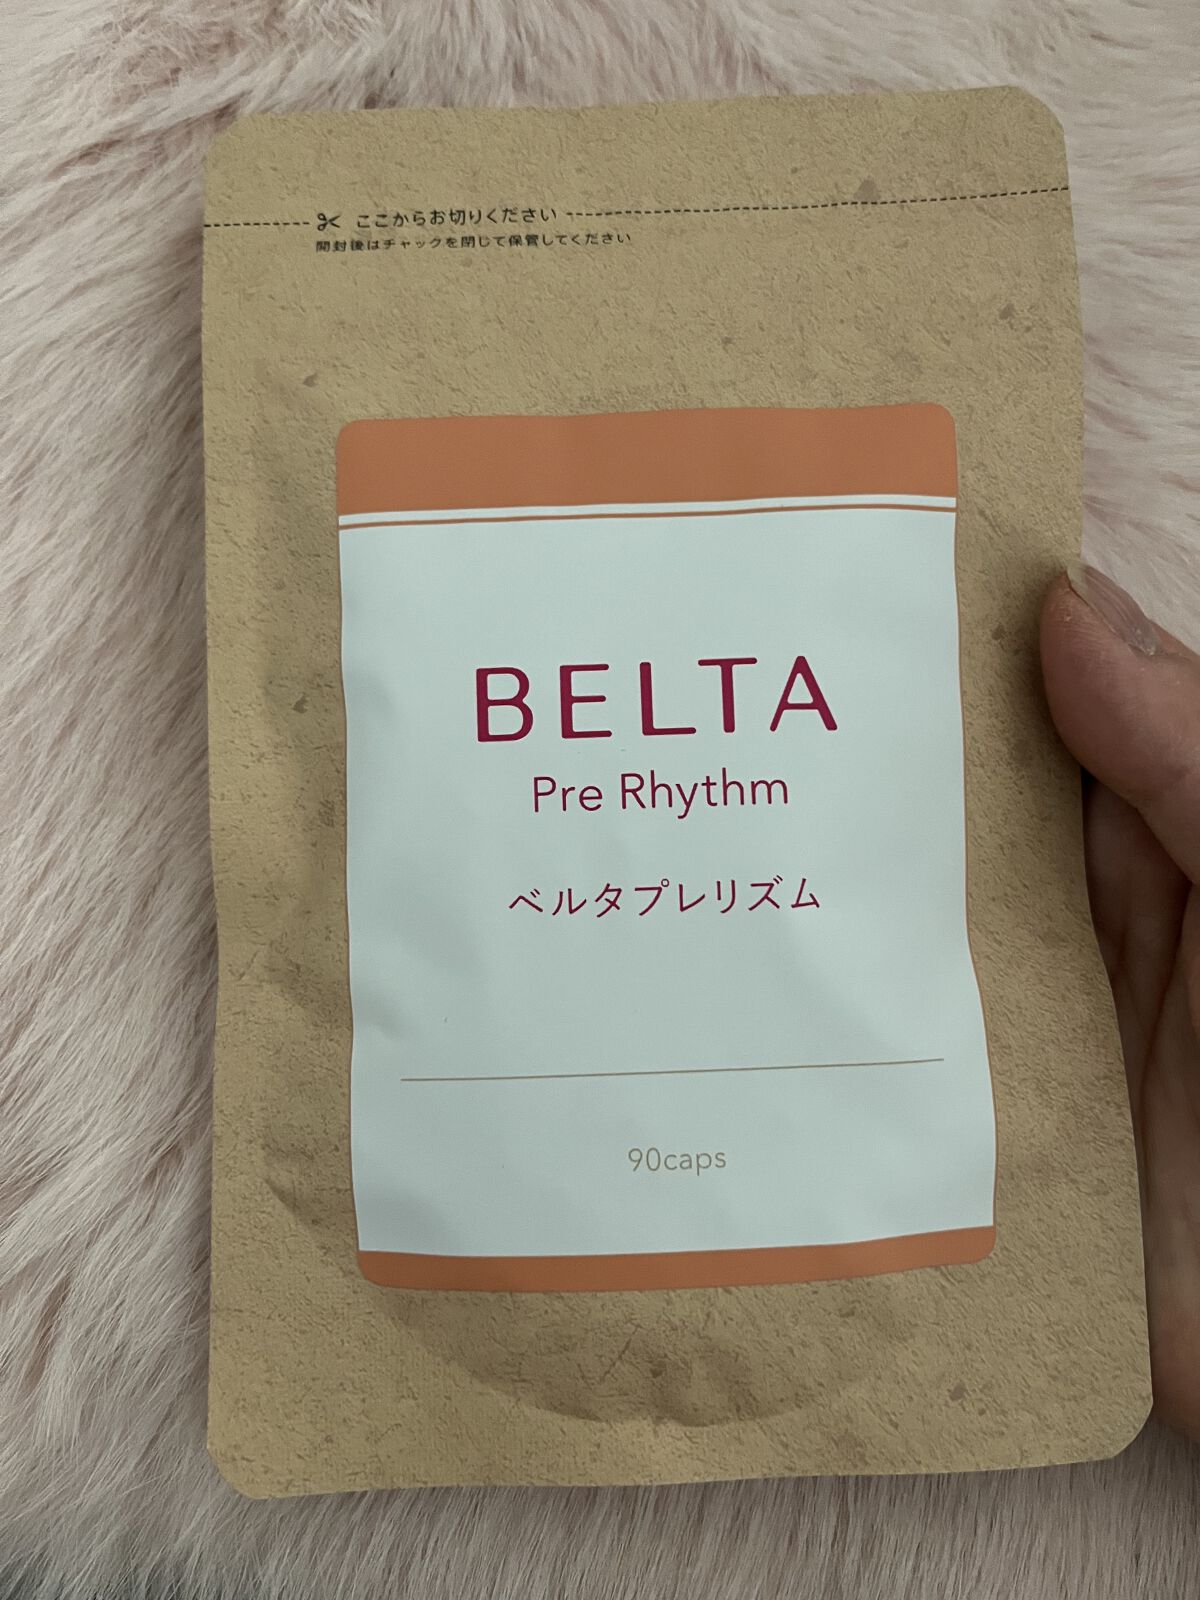 ここからお切りください
開封後はチャックを閉じて保管してください
BELTA
Pre Rhythm
ベルタプレリズム
90caps